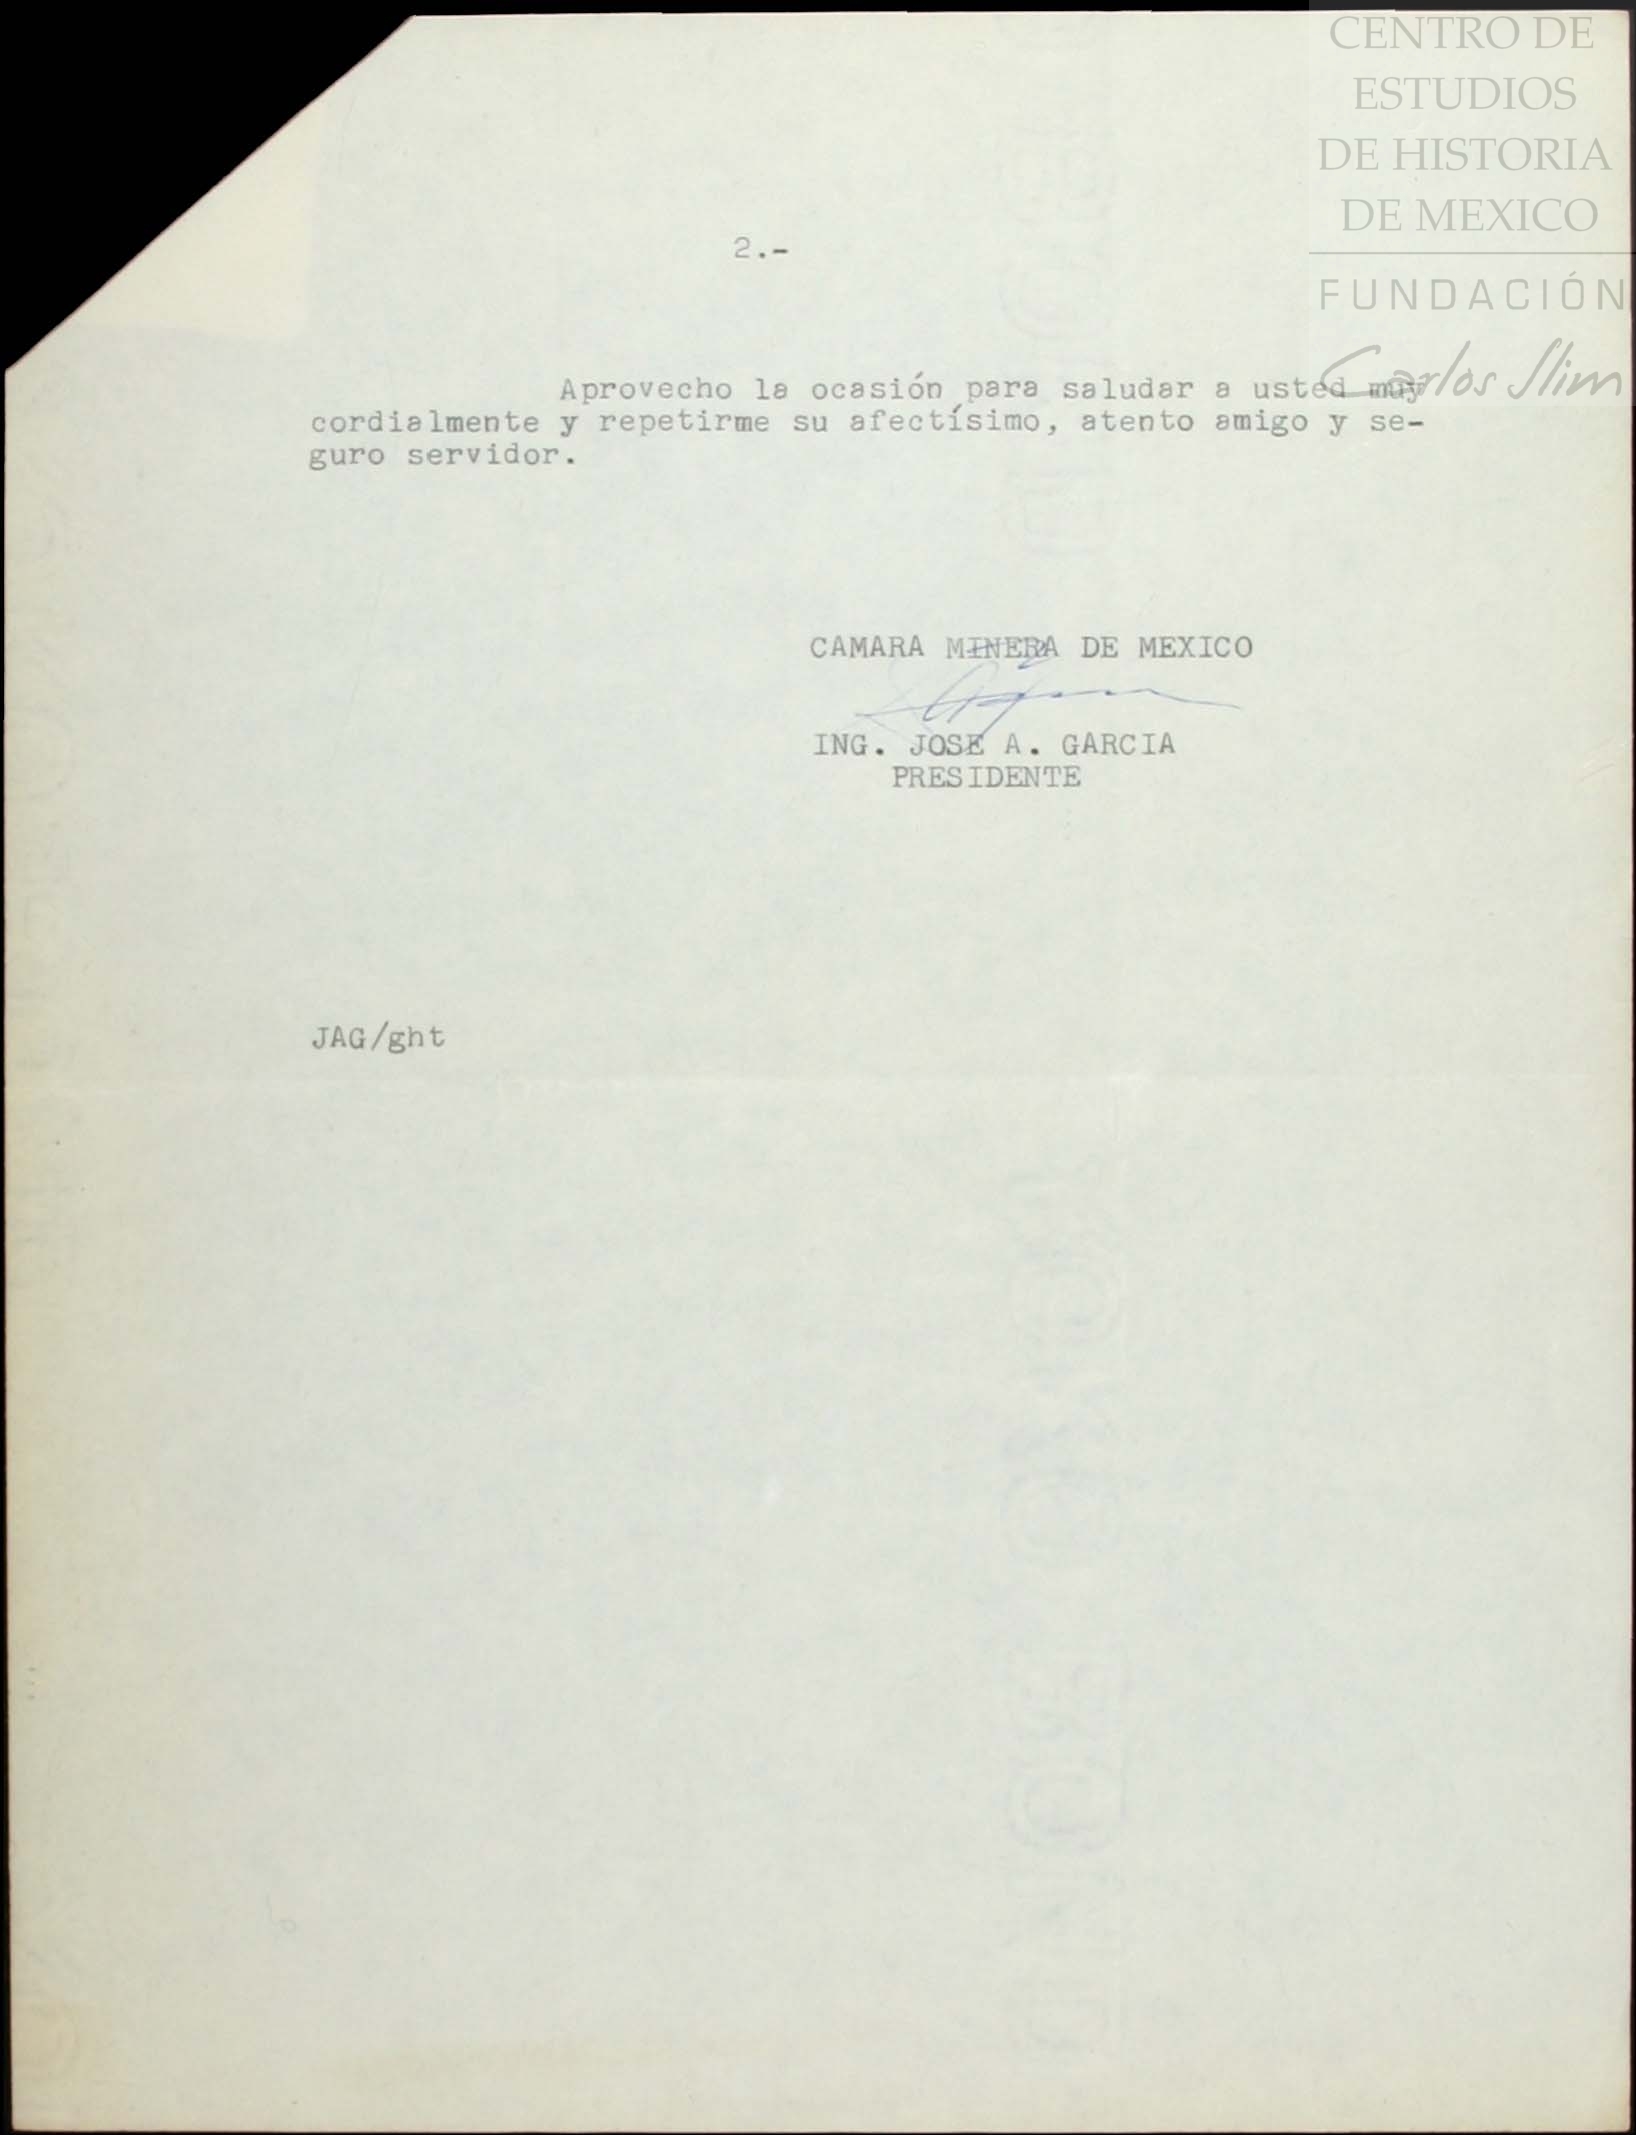 CENTRO DE
ESTUDIOS
DE HISTORIA
DE MEXICO
FUNDACIÓN
Carlos Slim
2.-
Aprovecho la ocasión para saludar a usted muy
cordialmente y repetirme su afectísimo, atento amigo y se-
guro servidor.
CAMARA MINERA DE MEXICO
ING. JOSE A. GARCIA
PRESIDENTE
JAG/ght